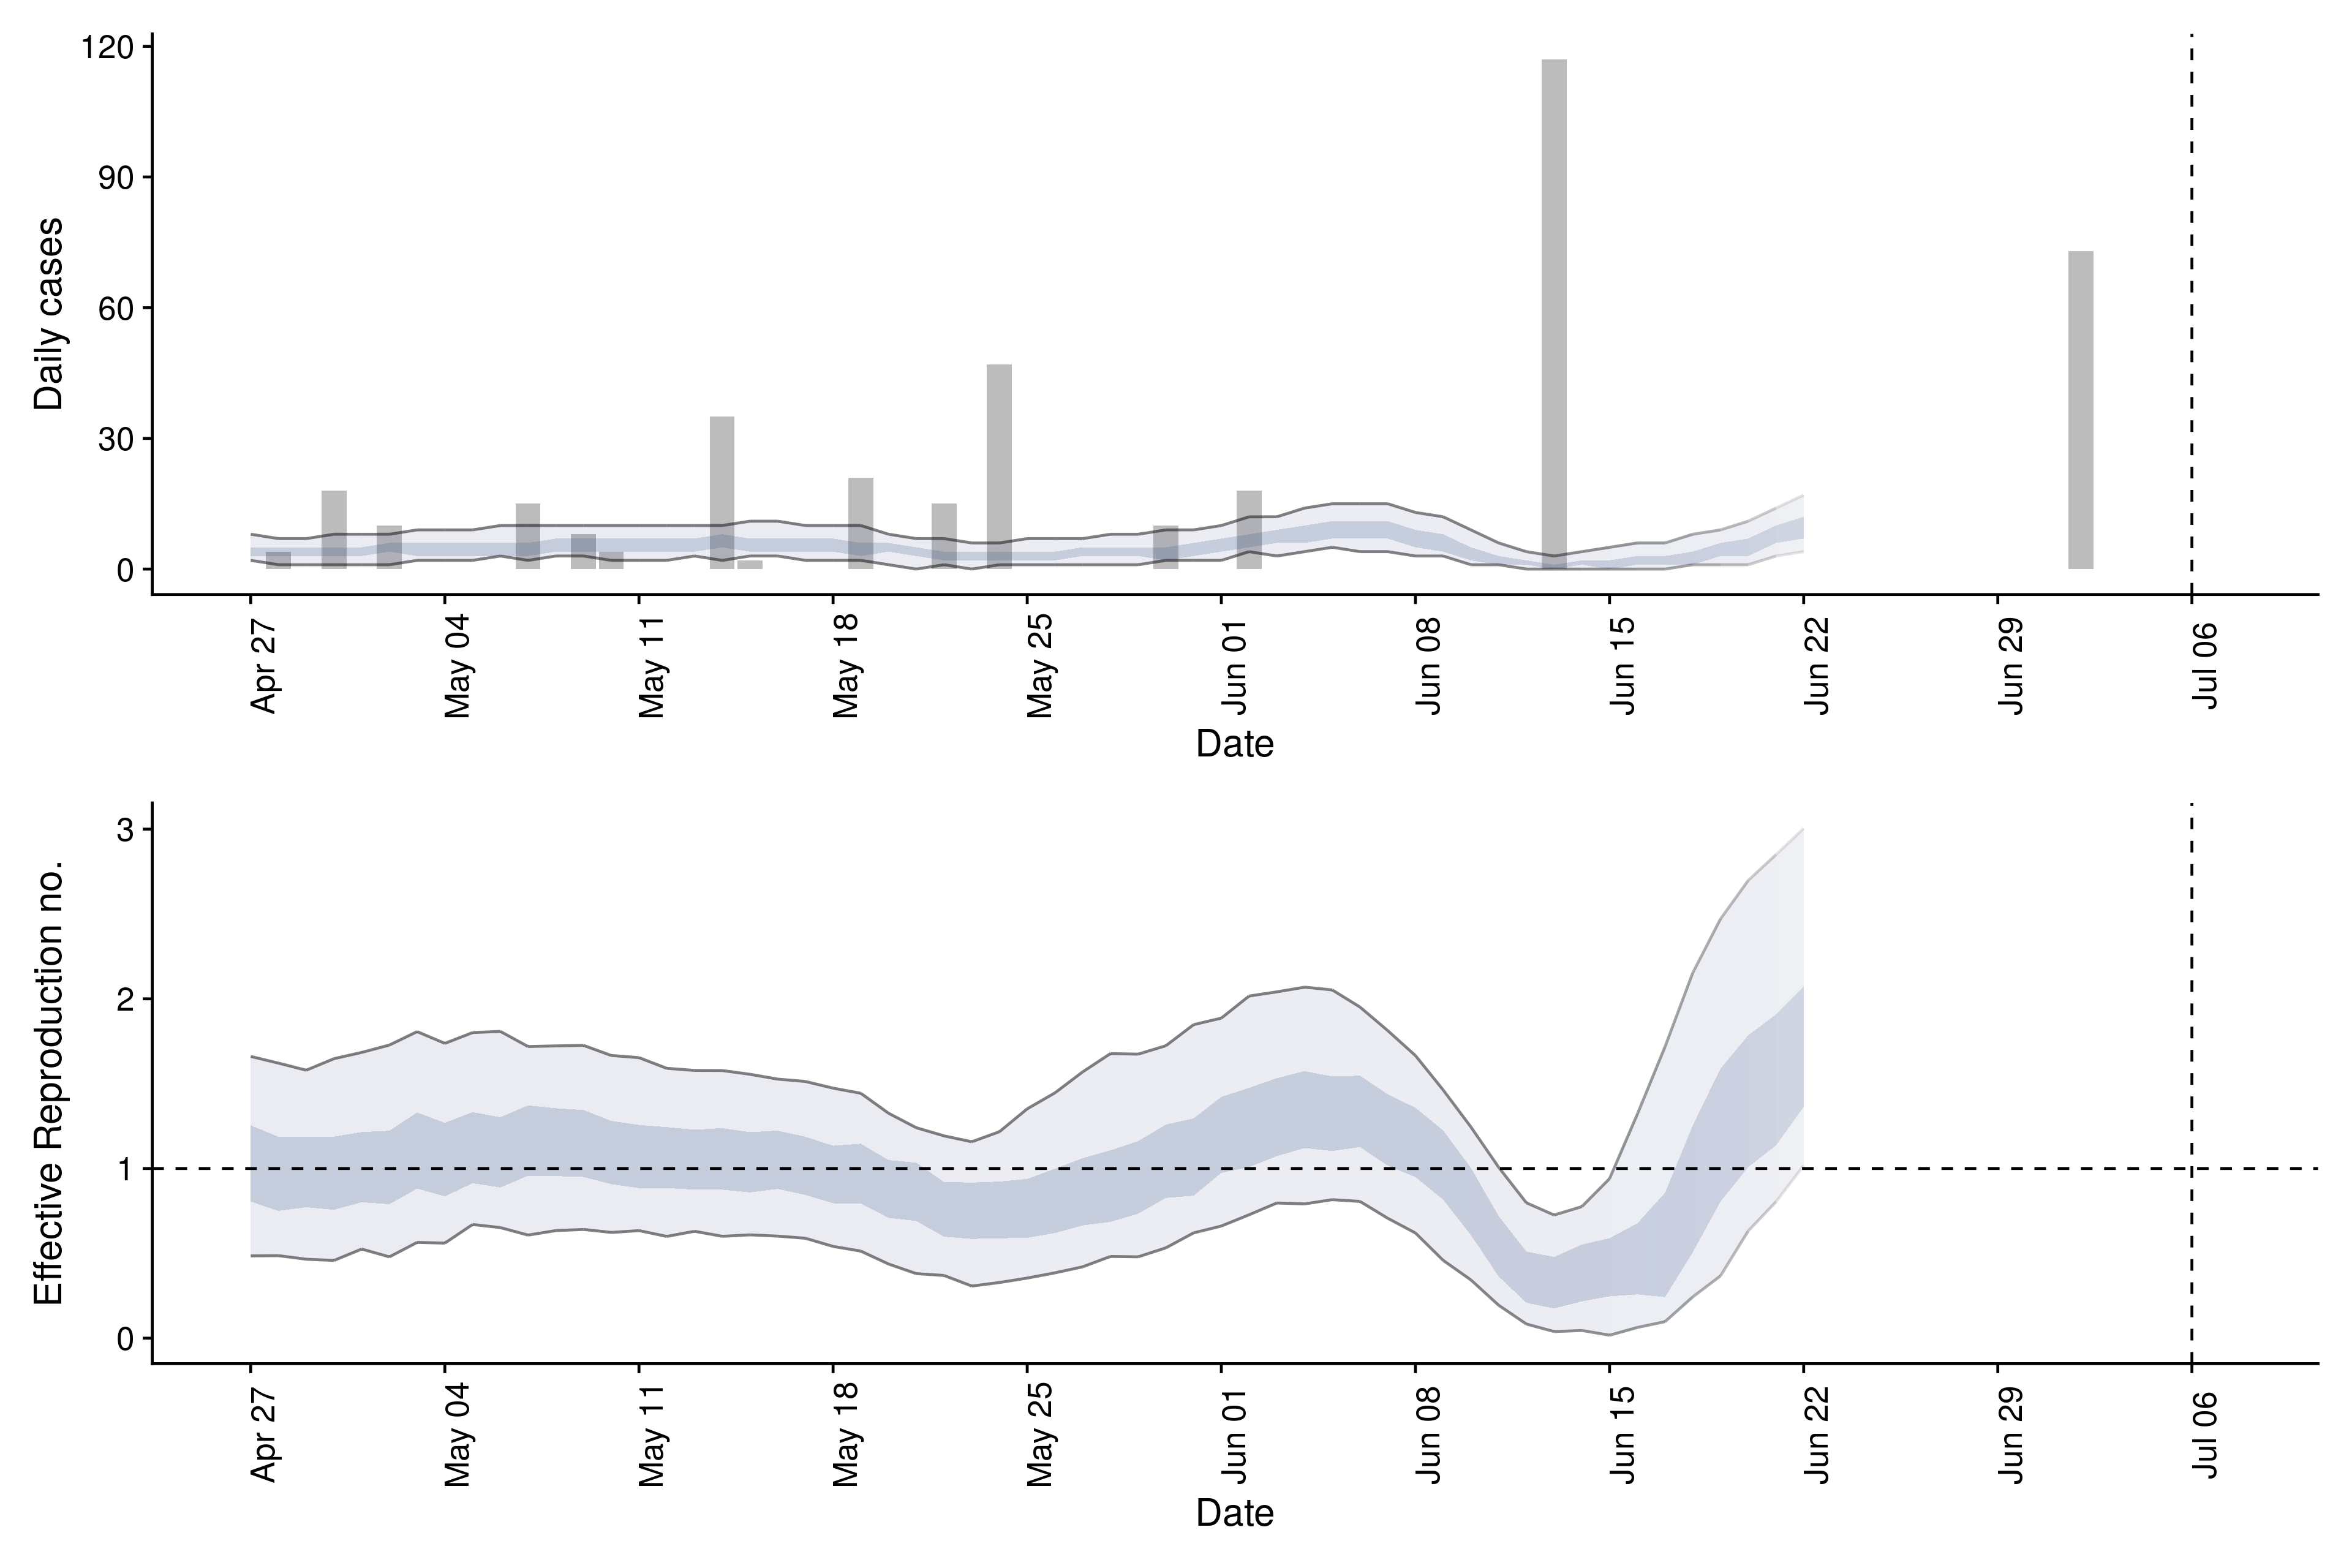 Daily cases
120
90
60
30
0
Apr 27
May 04
May 11
May 18
May 25
Jun 01
Jun 08
Jun 15
Jun 22
Jun 29
Jul 06
Date
Effective Reproduction no.
3
2
1
0
Apr 27
May 04
May 11
May 18
May 25
Jun 01
Jun 08
Jun 15
Jun 22
Jun 29
Jul 06
Date